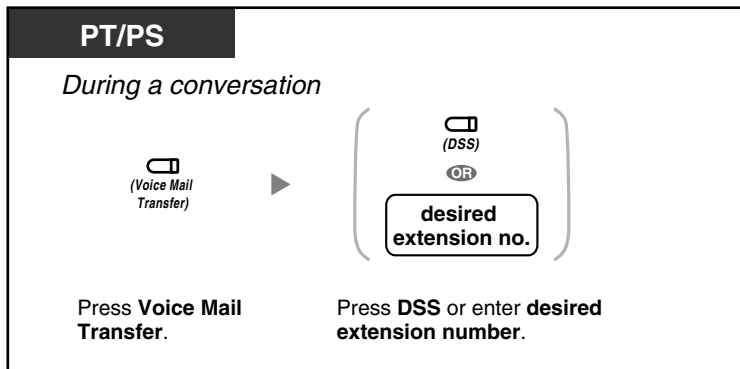 PT/PS
During a conversation
(Voice Mail
Transfer)
(DSS)
OR
desired
extension no.
Press Voice Mail
Transfer.
Press DSS or enter desired
extension number.